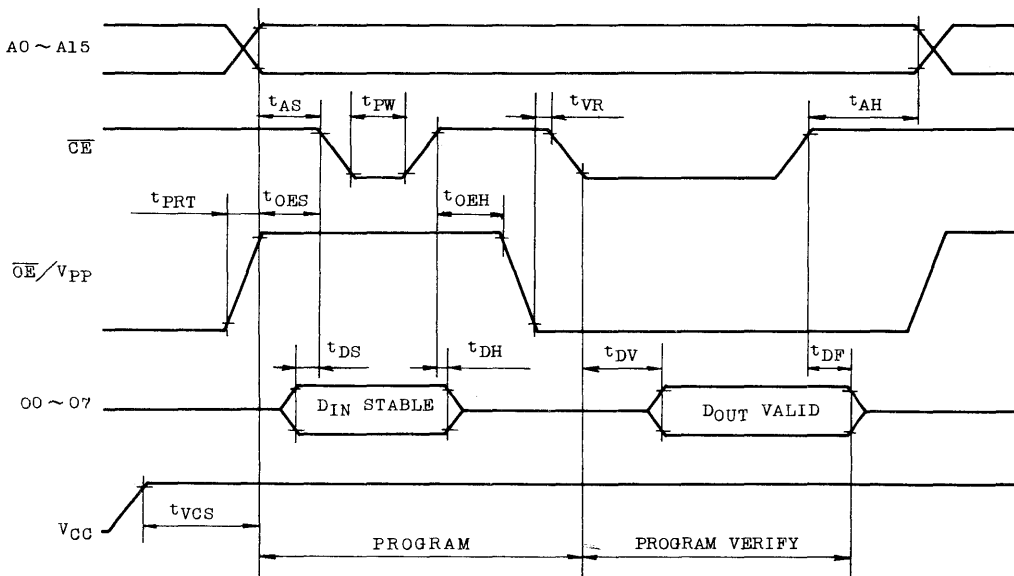 A0 ~ A15
tAS
tPW
tVR
tAH
CE
tPRT
tOES
tOEH
OE/VPP
tDS
tDH
tDV
tDF
O0 ~ O7
DIN STABLE
DOUT VALID
VCC
tVCS
PROGRAM
PROGRAM VERIFY